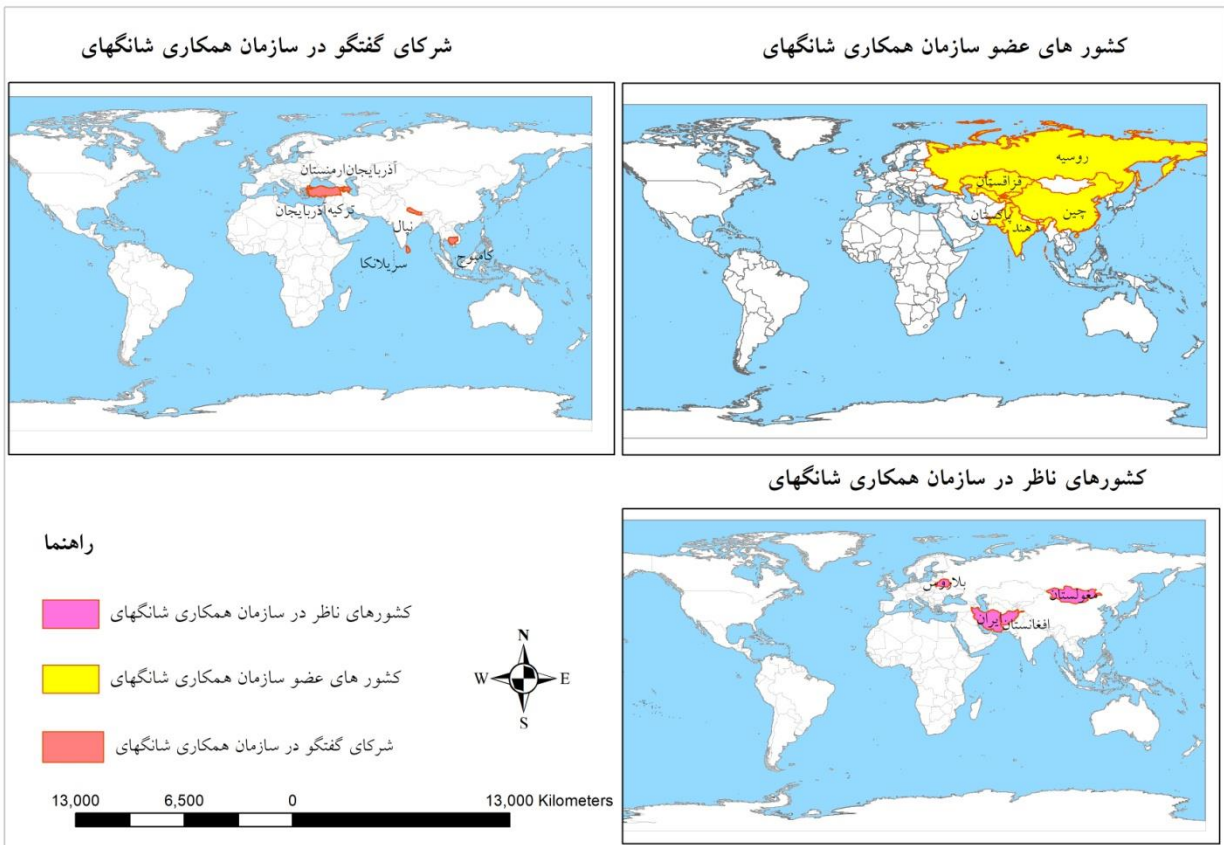 کشور های عضو سازمان همکاری شانگهای
روسیه
قزاقستان
چین
پاکستان
هند
شرکای گفتگو در سازمان همکاری شانگهای
آذربایجان ارمنستان
ترکیه آذربایجان
نپال
کامبوج
سریلانکا
کشورهای ناظر در سازمان همکاری شانگهای
بلاروس
مغولستان
ایران افغانستان
راهنما
کشورهای ناظر در سازمان همکاری شانگهای
کشور های عضو سازمان همکاری شانگهای
شرکای گفتگو در سازمان همکاری شانگهای
N
W E
S
13,000 6,500 0 13,000 Kilometers